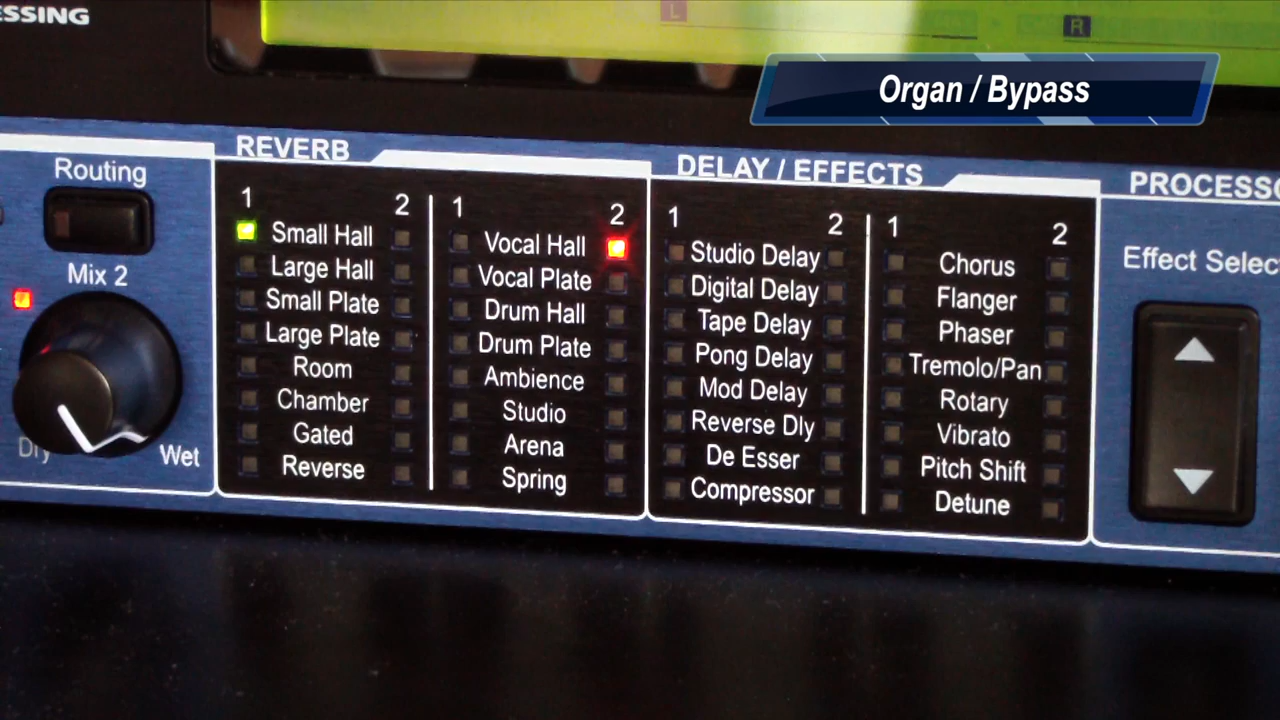 ESSING
L
R
Organ / Bypass
Routing
Mix 2
Dry
Wet
REVERB
1 2
Small Hall
Large Hall
Small Plate
Large Plate
Room
Chamber
Gated
Reverse
1 2
Vocal Hall
Vocal Plate
Drum Hall
Drum Plate
Ambience
Studio
Arena
Spring
DELAY / EFFECTS
1 2
Studio Delay
Digital Delay
Tape Delay
Pong Delay
Mod Delay
Reverse Dly
De Esser
Compressor
1 2
Chorus
Flanger
Phaser
Tremolo/Pan
Rotary
Vibrato
Pitch Shift
Detune
PROCESSO
Effect Selec